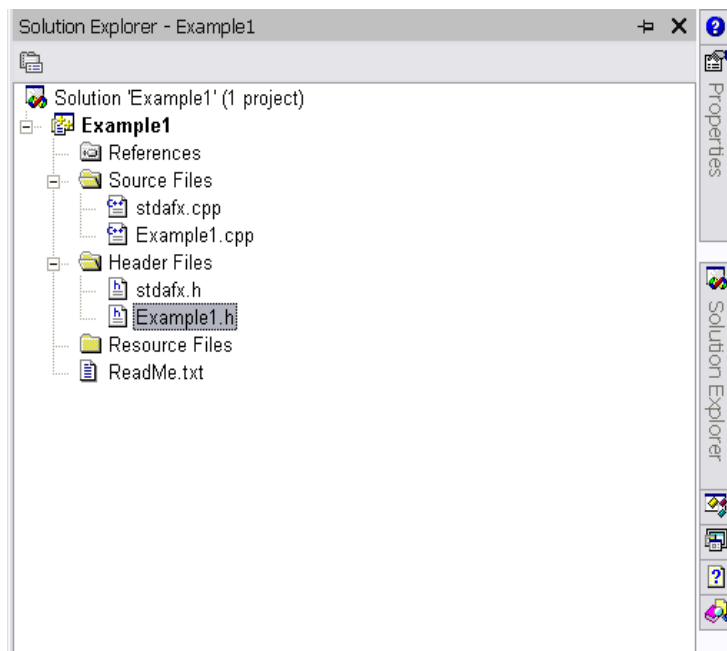 Solution Explorer - Example1
Solution 'Example1' (1 project)
Example1
References
Source Files
stdafx.cpp
Example1.cpp
Header Files
stdafx.h
Example1.h
Resource Files
ReadMe.txt
Properties
Solution Explorer